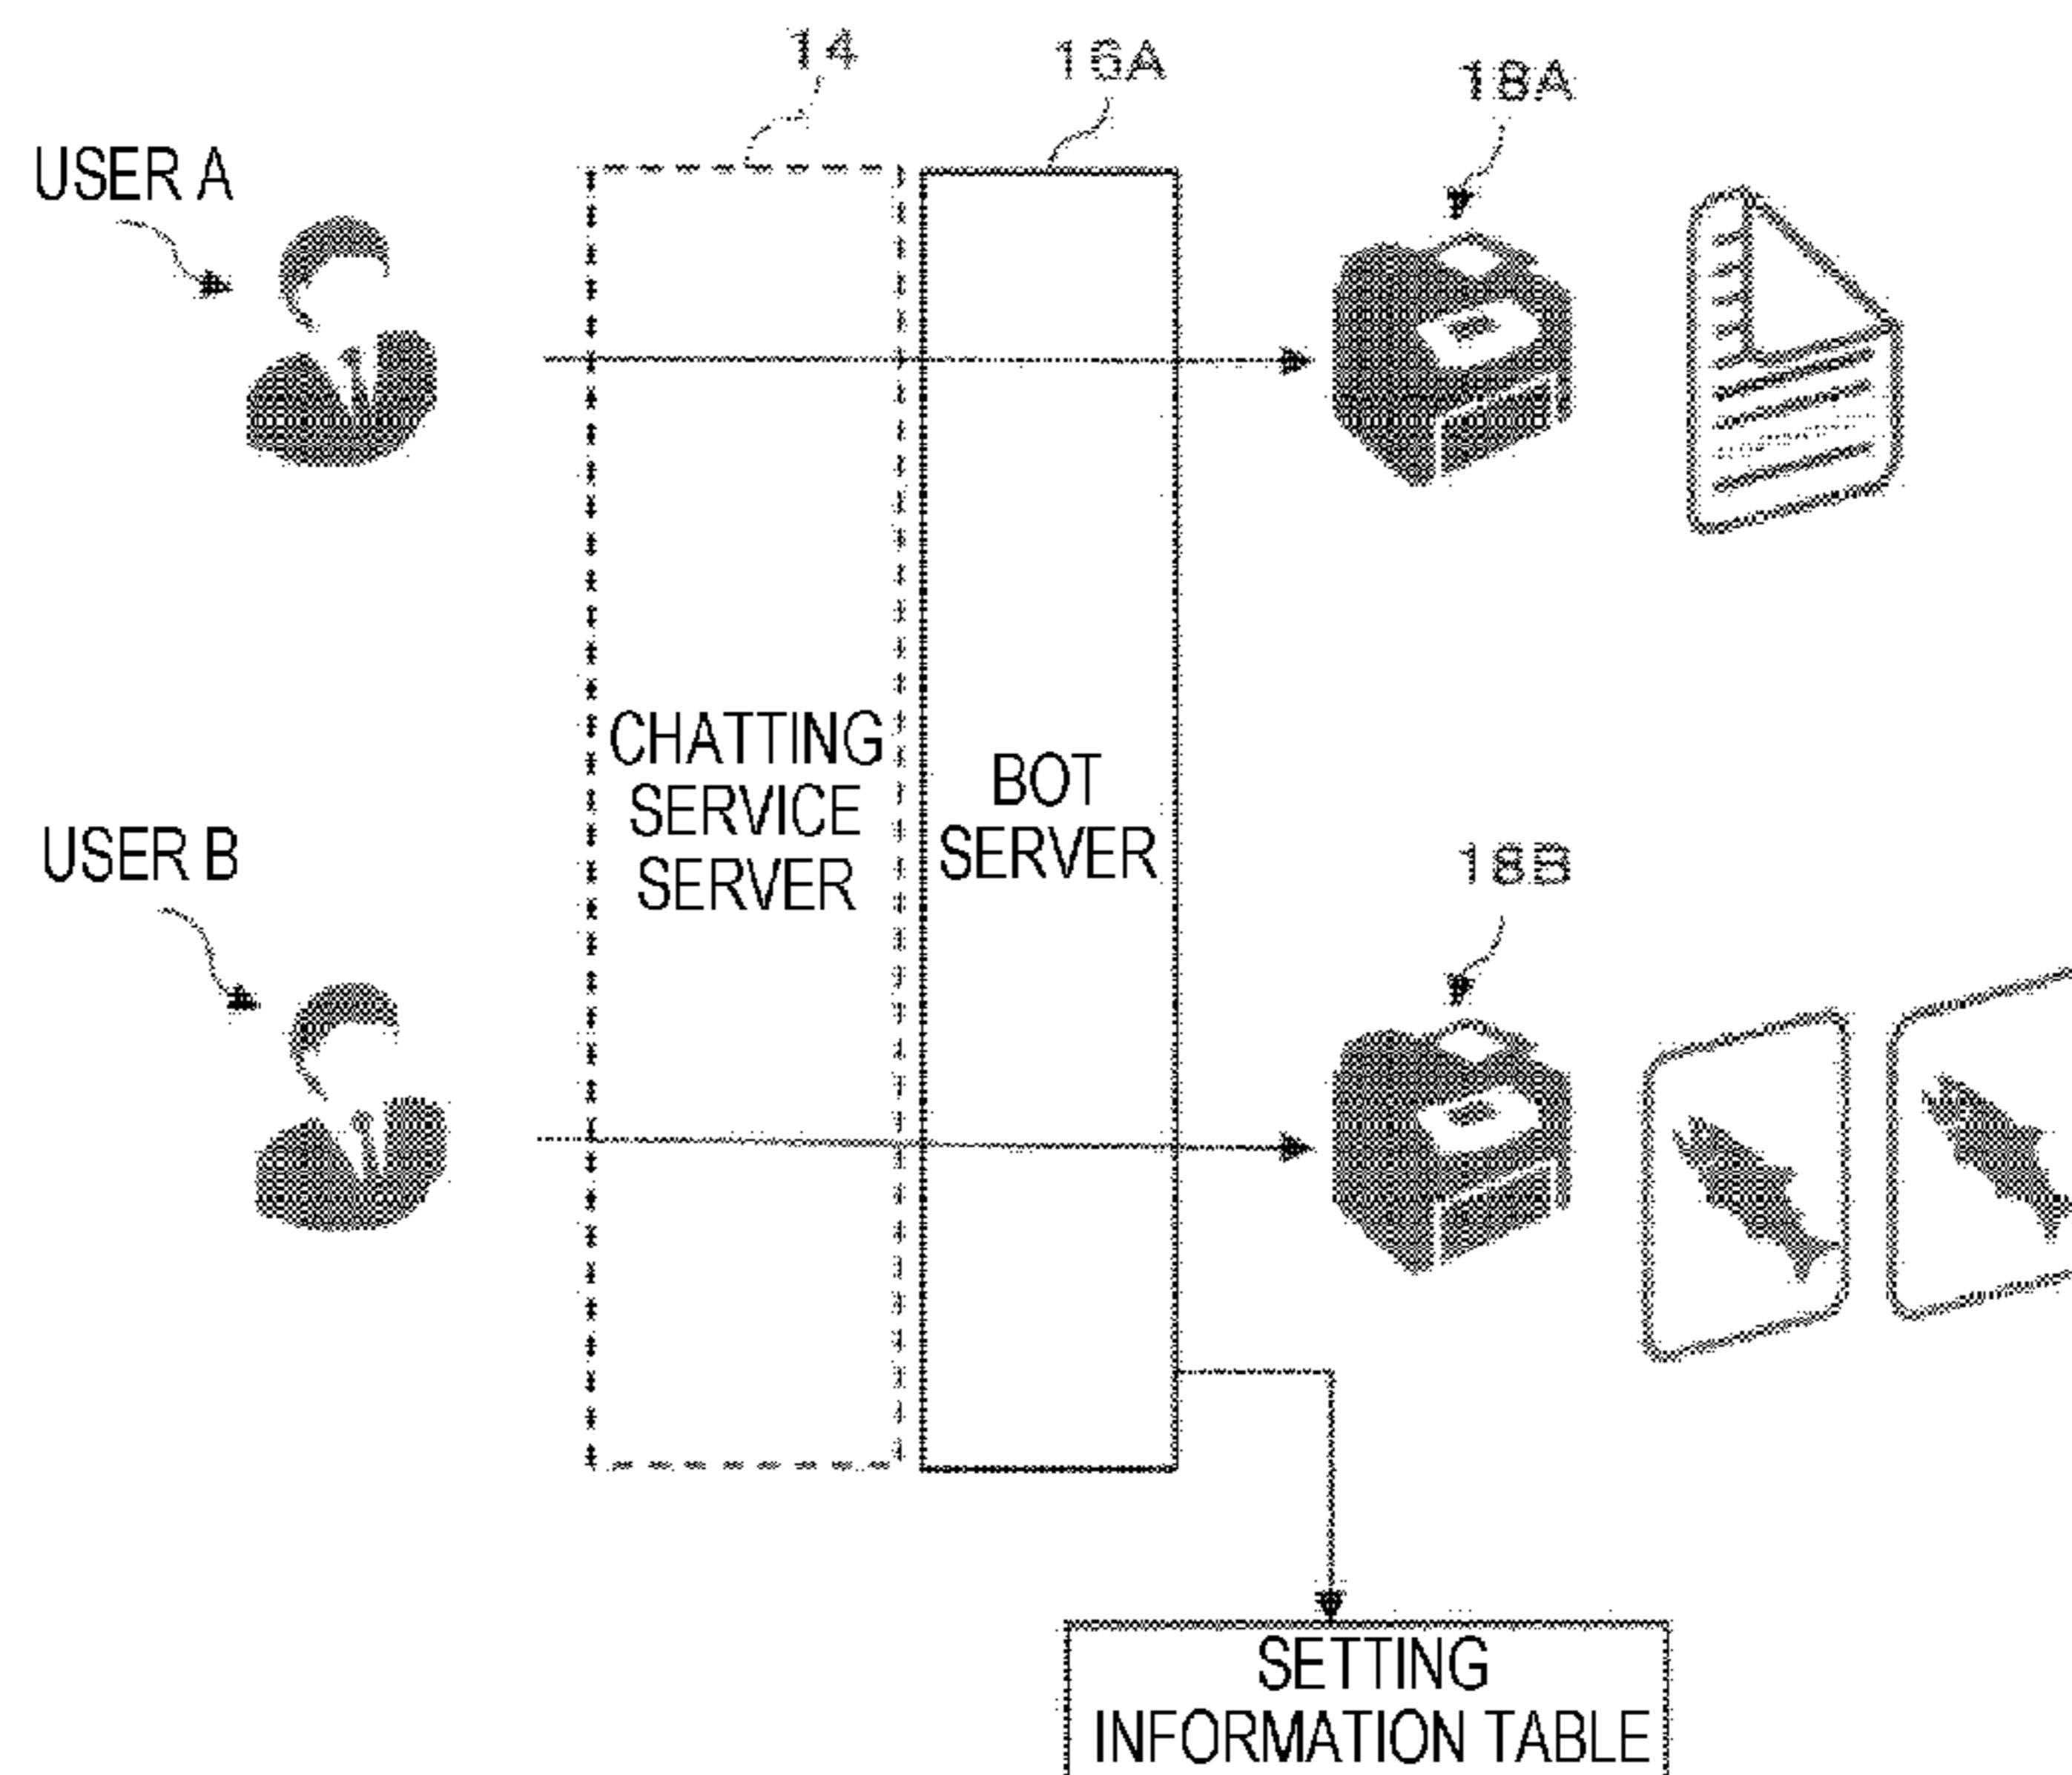 14
16A
18A
USER A
CHATTING
SERVICE
SERVER
BOT
SERVER
USER B
18B
SETTING
INFORMATION TABLE